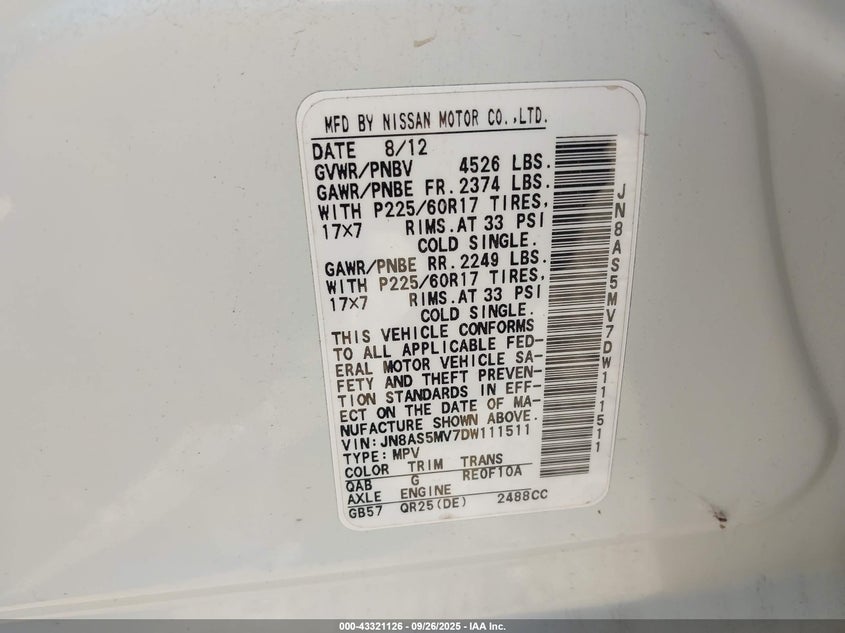 MFD BY NISSAN MOTOR CO.,LTD.
DATE 8/12
GVWR/PNBV 4526 LBS.
GAWR/PNBE FR. 2374 LBS.
WITH P225/60R17 TIRES,
17×7 RIMS.AT 33 PSI
COLD SINGLE.
GAWR/PNBE RR. 2249 LBS.
WITH P225/60R17 TIRES,
17×7 RIMS.AT 33 PSI
COLD SINGLE.
THIS VEHICLE CONFORMS
TO ALL APPLICABLE FED-
ERAL MOTOR VEHICLE SA-
FETY AND THEFT PREVEN-
TION STANDARDS IN EFF-
ECT ON THE DATE OF MA-
NUFACTURE SHOWN ABOVE.
VIN:JN8AS5MV7DW111511
TYPE:MPV
COLOR TRIM TRANS
QAB G RE0F10A
AXLE ENGINE
GB57 QR25(DE) 2488CC
JN8AS5MV7DW111511
000-43321126 - 09/26/2025 - IAA Inc.